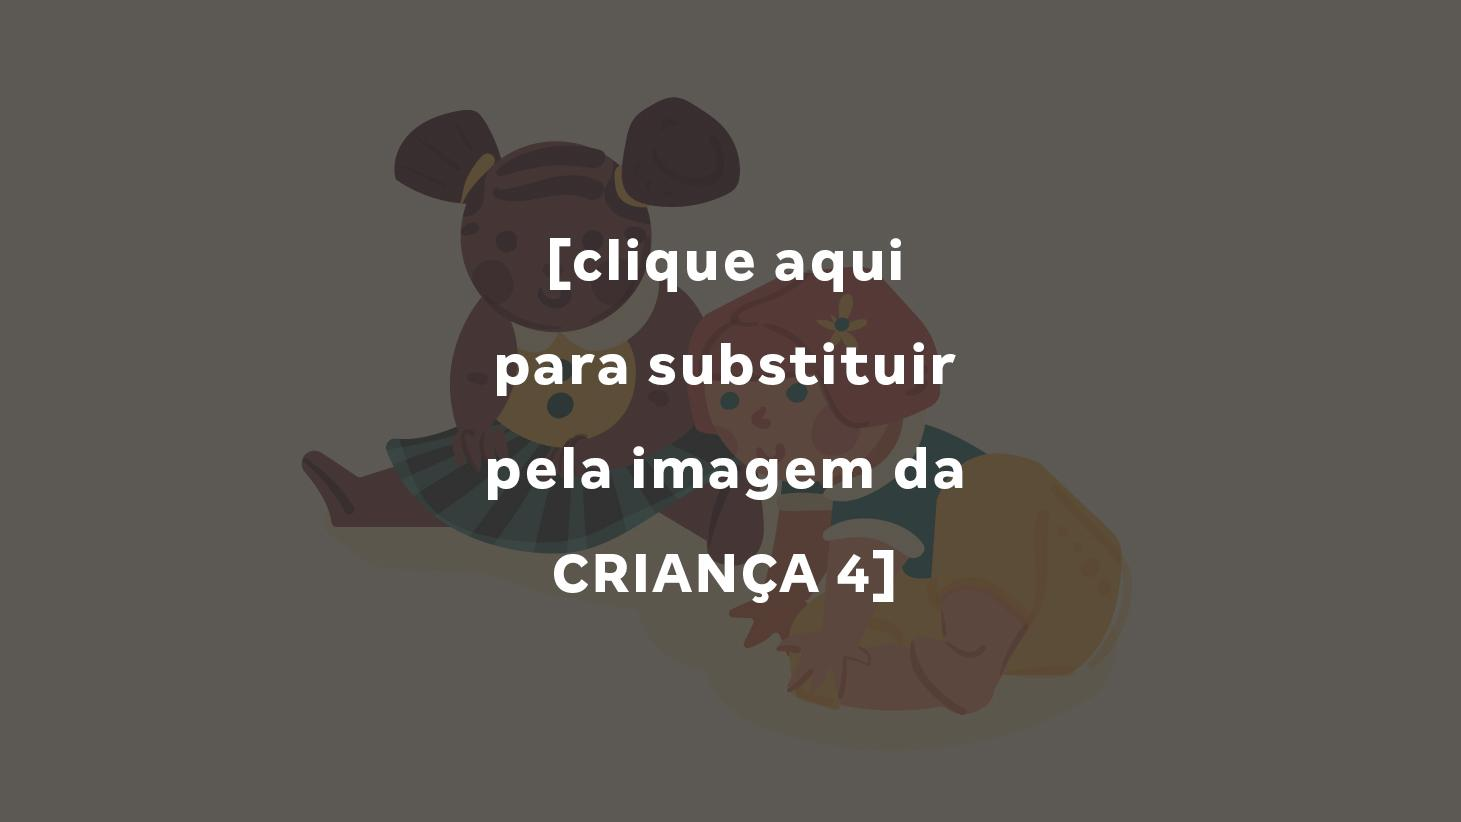 [clique aqui
para substituir
pela imagem da
CRIANÇA 4]